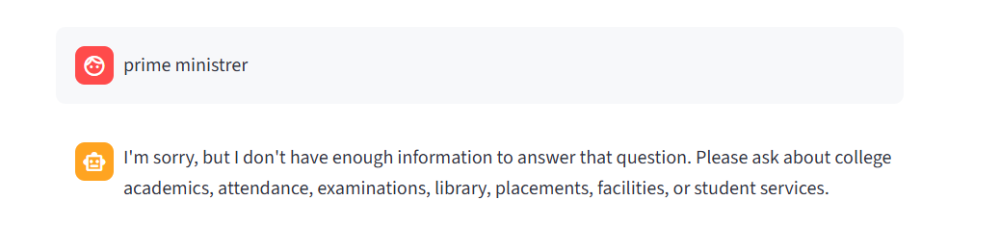 prime ministrer
I'm sorry, but I don't have enough information to answer that question. Please ask about college
academics, attendance, examinations, library, placements, facilities, or student services.